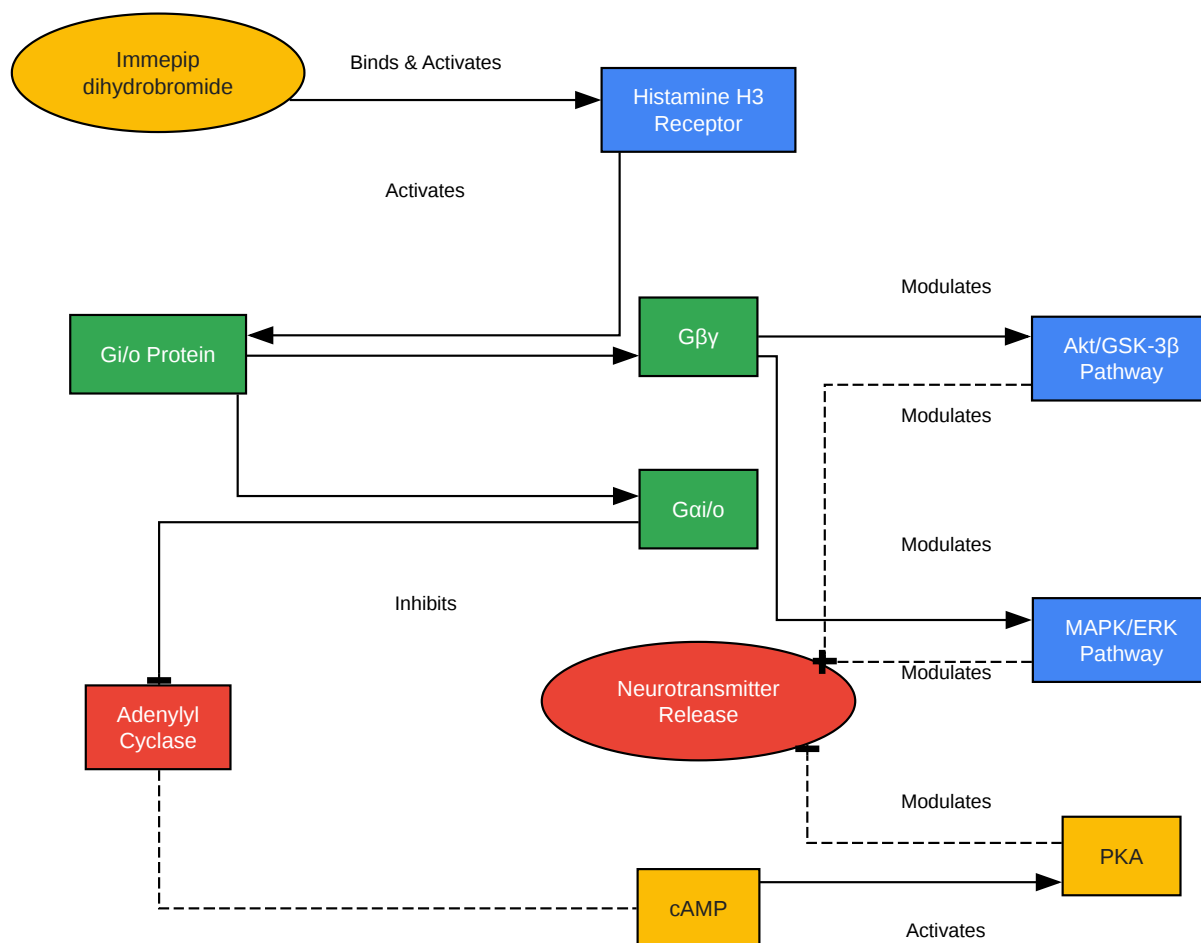 Immepip
dihydrobromide
Binds & Activates
Histamine H3
Receptor
Activates
Modulates
Gi/o Protein
Gβγ
Akt/GSK-3β
Pathway
Modulates
Gαi/o
Modulates
Inhibits
MAPK/ERK
Pathway
Modulates
Neurotransmitter
Release
Adenylyl
Cyclase
Modulates
PKA
cAMP
Activates